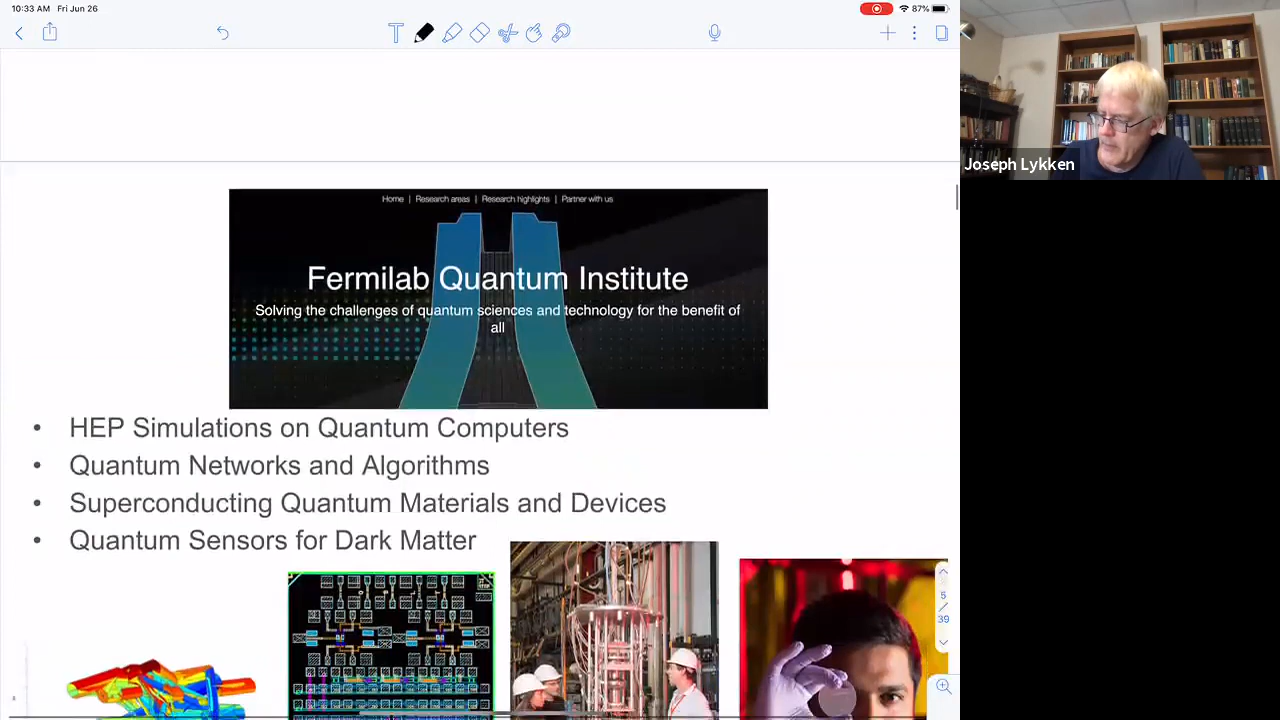 10:33 AM Fri Jun 26
87%
T
Joseph Lykken
Home | Research areas | Research highlights | Partner with us
Fermilab Quantum Institute
Solving the challenges of quantum sciences and technology for the benefit of
all
• HEP Simulations on Quantum Computers
• Quantum Networks and Algorithms
• Superconducting Quantum Materials and Devices
• Quantum Sensors for Dark Matter
5
/
39